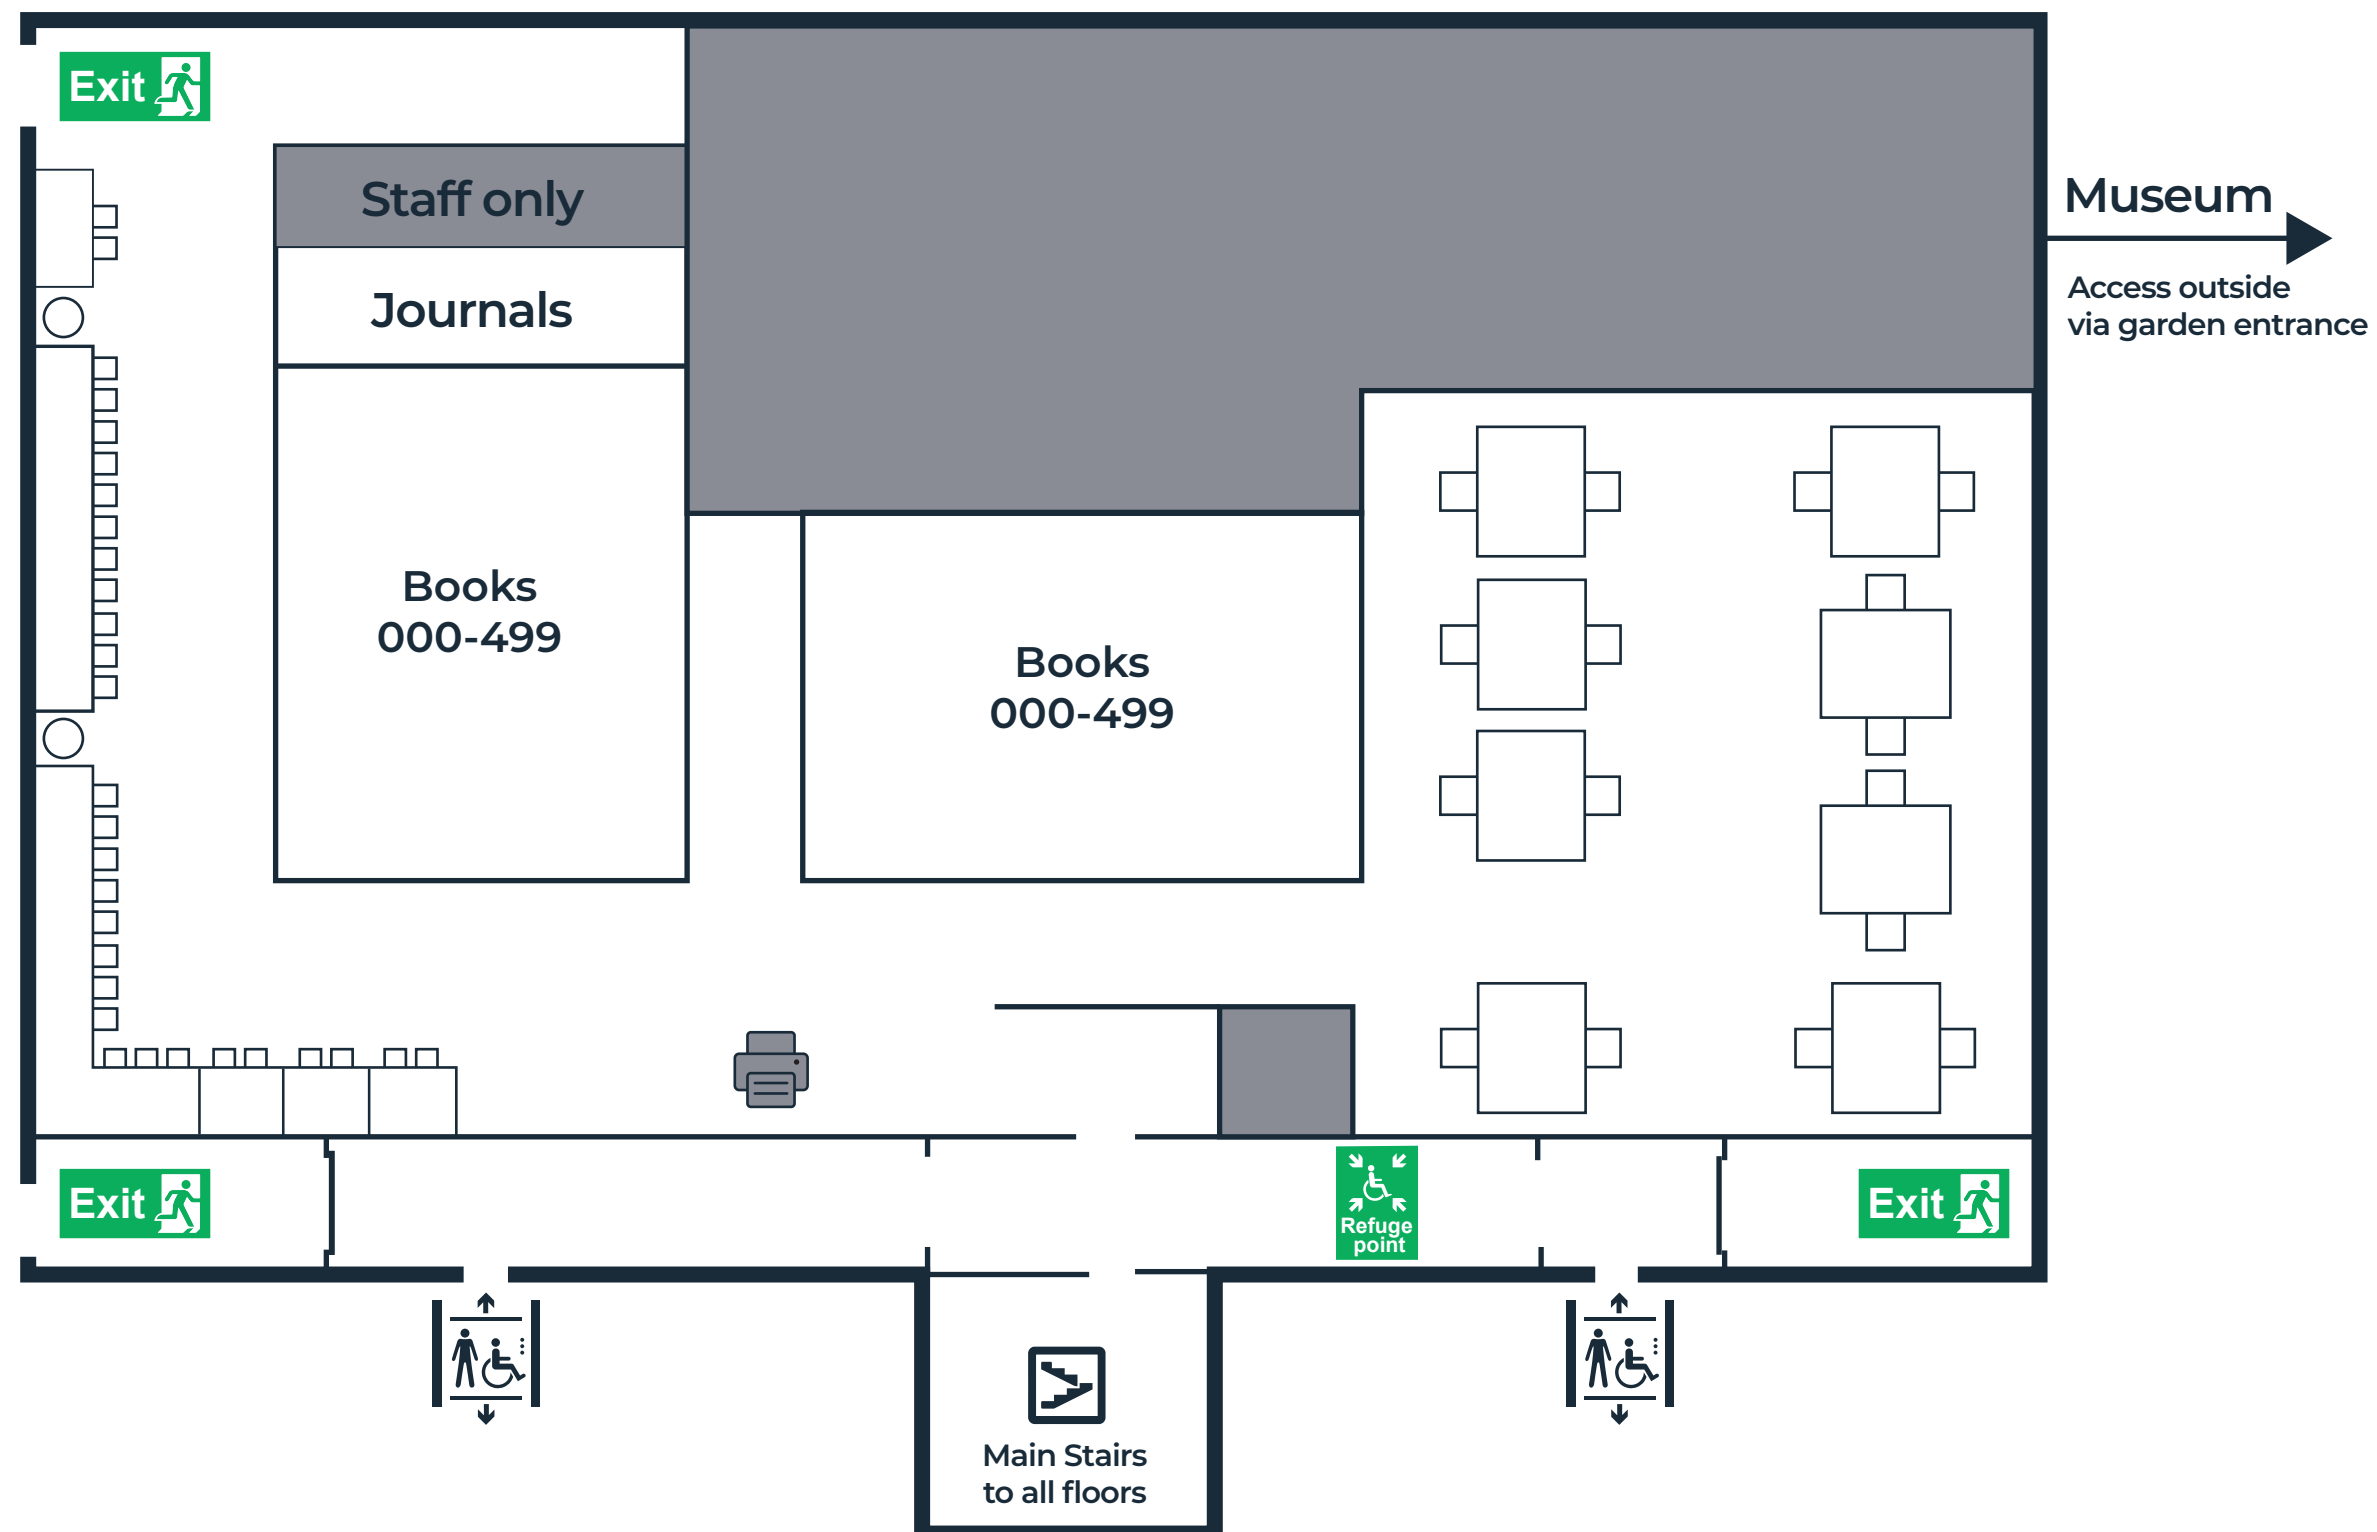 Exit
Staff only
Museum
Access outside
via garden entrance
Journals
Books
000-499
Books
000-499
Exit
Refuge
point
Exit
Main Stairs
to all floors